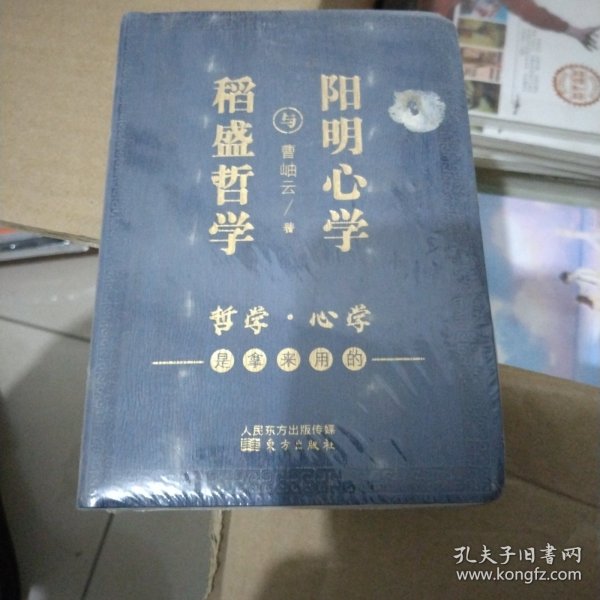 阳明心学
与
稻盛哲学
曹岫云/著
哲学·心学
是拿来用的
人民东方出版传媒
东方出版社
孔夫子旧书网
www.kongfz.com